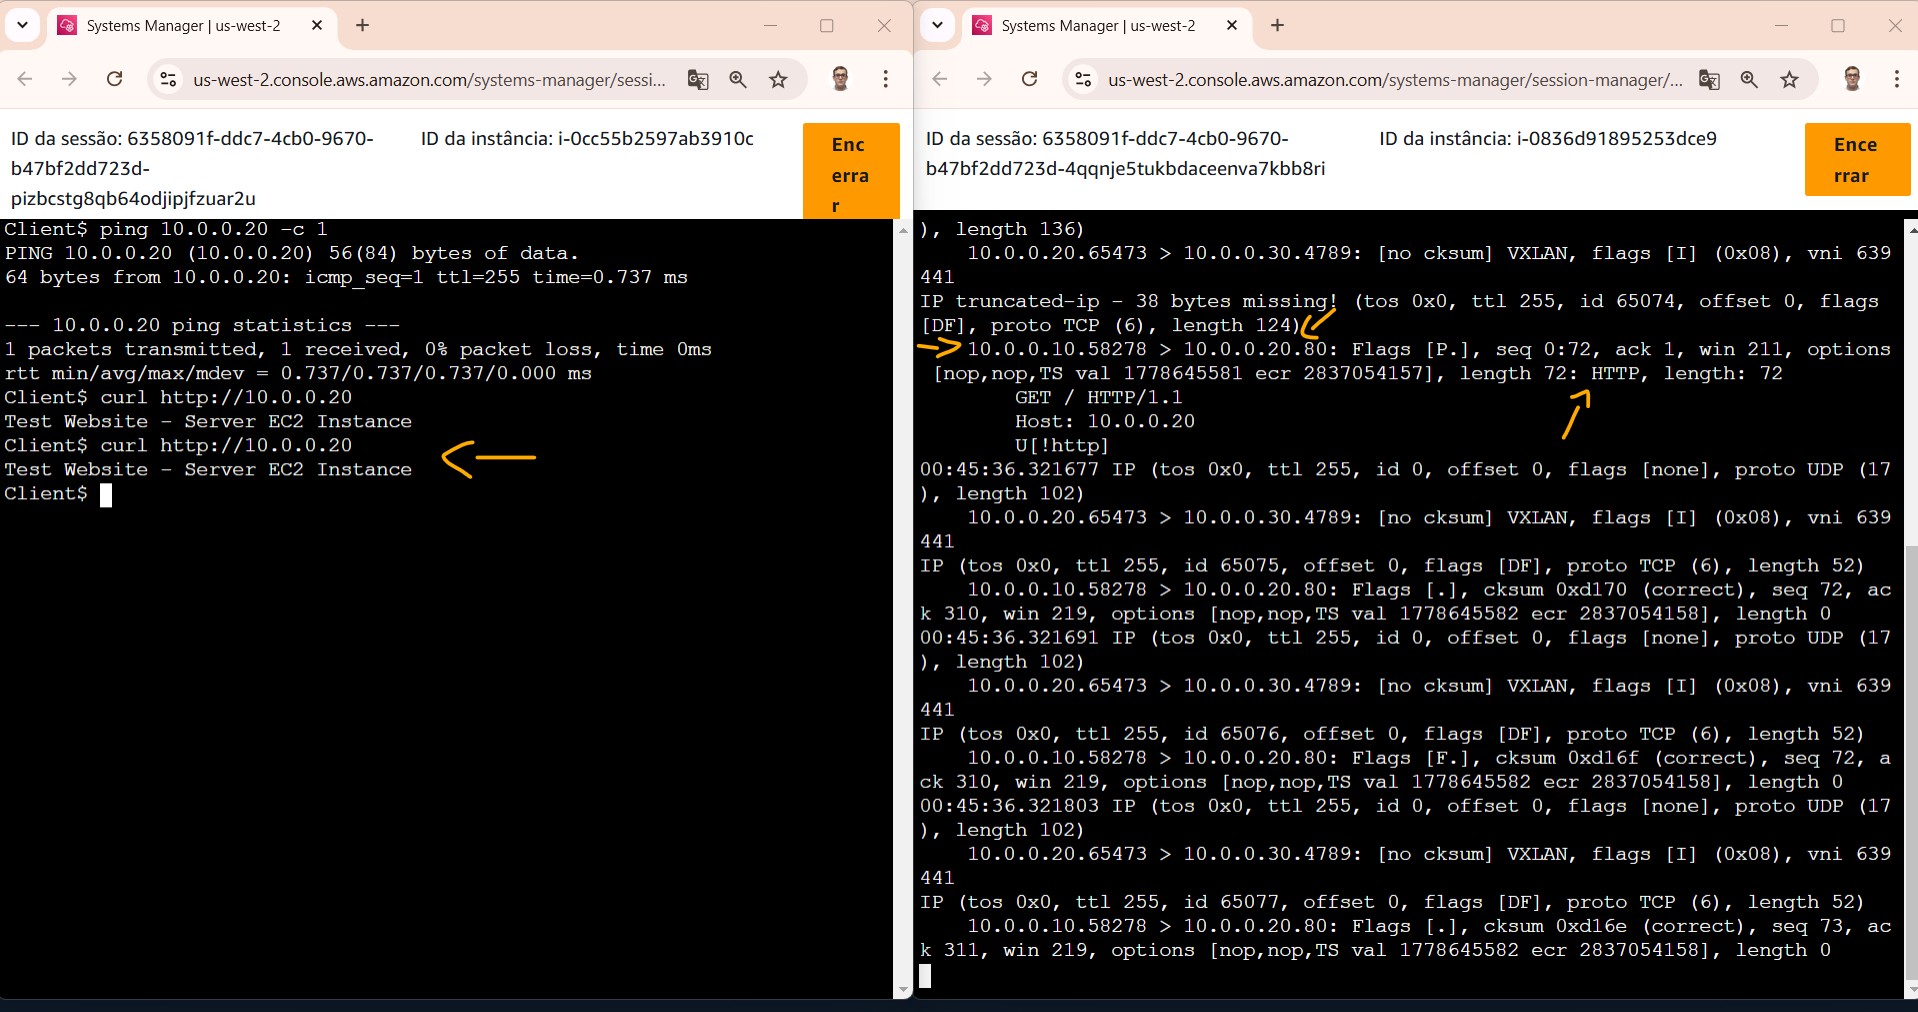 Systems Manager | us-west-2
us-west-2.console.aws.amazon.com/systems-manager/sessi...
ID da sessão: 6358091f-ddc7-4cb0-9670-
b47bf2dd723d-
pizbcstg8qb64odjipjfzuar2u
ID da instância: i-0cc55b2597ab3910c
Enc
erra
r
Client$ ping 10.0.0.20 -c 1
PING 10.0.0.20 (10.0.0.20) 56(84) bytes of data.
64 bytes from 10.0.0.20: icmp_seq=1 ttl=255 time=0.737 ms
--- 10.0.0.20 ping statistics ---
1 packets transmitted, 1 received, 0% packet loss, time 0ms
rtt min/avg/max/mdev = 0.737/0.737/0.737/0.000 ms
Client$ curl http://10.0.0.20
Test Website - Server EC2 Instance
Client$ curl http://10.0.0.20
Test Website - Server EC2 Instance
Client$
Systems Manager | us-west-2
us-west-2.console.aws.amazon.com/systems-manager/session-manager/...
ID da sessão: 6358091f-ddc7-4cb0-9670-
b47bf2dd723d-4qqnje5tukbdaceenva7kbb8ri
ID da instância: i-0836d91895253dce9
Ence
rrar
), length 136)
10.0.0.20.65473 > 10.0.0.30.4789: [no cksum] VXLAN, flags [I] (0x08), vni 639
441
IP truncated-ip - 38 bytes missing! (tos 0x0, ttl 255, id 65074, offset 0, flags
[DF], proto TCP (6), length 124)
10.0.0.10.58278 > 10.0.0.20.80: Flags [P.], seq 0:72, ack 1, win 211, options
[nop,nop,TS val 1778645581 ecr 2837054157], length 72: HTTP, length: 72
GET / HTTP/1.1
Host: 10.0.0.20
U[!http]
00:45:36.321677 IP (tos 0x0, ttl 255, id 0, offset 0, flags [none], proto UDP (17
), length 102)
10.0.0.20.65473 > 10.0.0.30.4789: [no cksum] VXLAN, flags [I] (0x08), vni 639
441
IP (tos 0x0, ttl 255, id 65075, offset 0, flags [DF], proto TCP (6), length 52)
10.0.0.10.58278 > 10.0.0.20.80: Flags [.], cksum 0xd170 (correct), seq 72, ac
k 310, win 219, options [nop,nop,TS val 1778645582 ecr 2837054158], length 0
00:45:36.321691 IP (tos 0x0, ttl 255, id 0, offset 0, flags [none], proto UDP (17
), length 102)
10.0.0.20.65473 > 10.0.0.30.4789: [no cksum] VXLAN, flags [I] (0x08), vni 639
441
IP (tos 0x0, ttl 255, id 65076, offset 0, flags [DF], proto TCP (6), length 52)
10.0.0.10.58278 > 10.0.0.20.80: Flags [F.], cksum 0xd16f (correct), seq 72, a
ck 310, win 219, options [nop,nop,TS val 1778645582 ecr 2837054158], length 0
00:45:36.321803 IP (tos 0x0, ttl 255, id 0, offset 0, flags [none], proto UDP (17
), length 102)
10.0.0.20.65473 > 10.0.0.30.4789: [no cksum] VXLAN, flags [I] (0x08), vni 639
441
IP (tos 0x0, ttl 255, id 65077, offset 0, flags [DF], proto TCP (6), length 52)
10.0.0.10.58278 > 10.0.0.20.80: Flags [.], cksum 0xd16e (correct), seq 73, ac
k 311, win 219, options [nop,nop,TS val 1778645582 ecr 2837054158], length 0